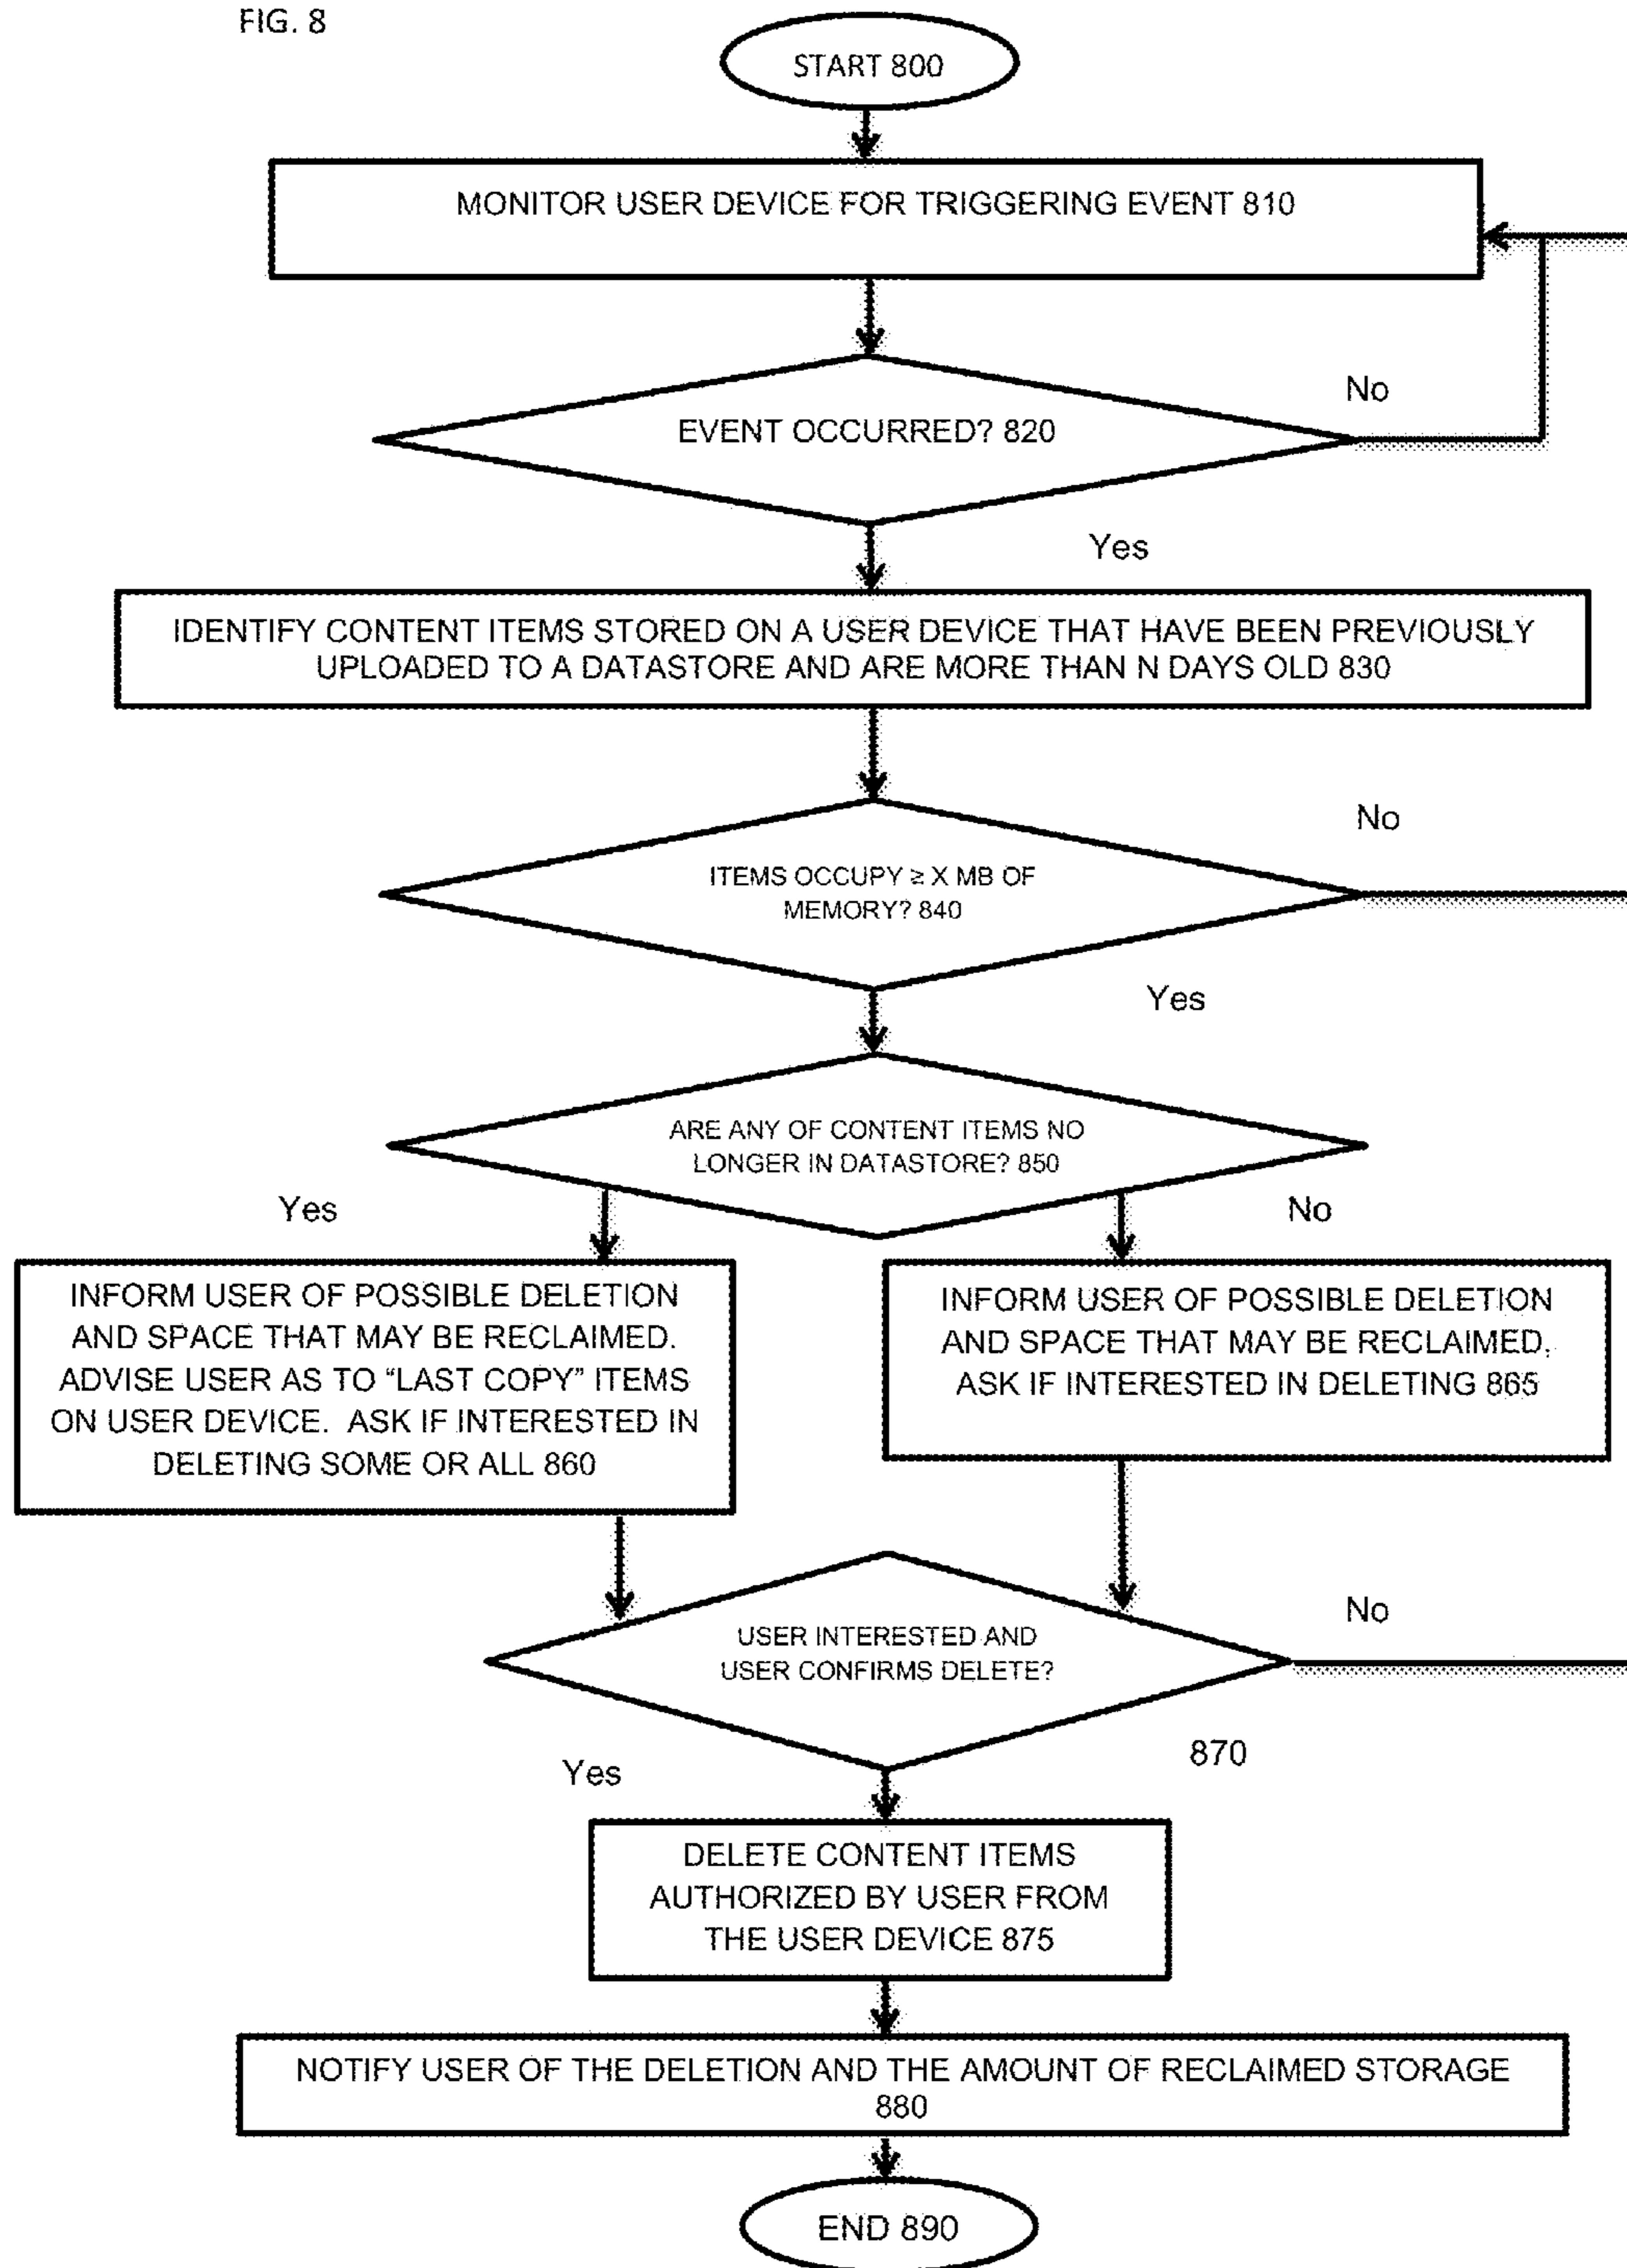 FIG. 8
START 800
MONITOR USER DEVICE FOR TRIGGERING EVENT 810
No
EVENT OCCURRED? 820
Yes
IDENTIFY CONTENT ITEMS STORED ON A USER DEVICE THAT HAVE BEEN PREVIOUSLY
UPLOADED TO A DATASTORE AND ARE MORE THAN N DAYS OLD 830
No
ITEMS OCCUPY ≥ X MB OF
MEMORY? 840
Yes
ARE ANY OF CONTENT ITEMS NO
LONGER IN DATASTORE? 850
Yes
No
INFORM USER OF POSSIBLE DELETION
AND SPACE THAT MAY BE RECLAIMED.
ADVISE USER AS TO “LAST COPY” ITEMS
ON USER DEVICE. ASK IF INTERESTED IN
DELETING SOME OR ALL 860
INFORM USER OF POSSIBLE DELETION
AND SPACE THAT MAY BE RECLAIMED.
ASK IF INTERESTED IN DELETING 865
No
USER INTERESTED AND
USER CONFIRMS DELETE?
870
Yes
DELETE CONTENT ITEMS
AUTHORIZED BY USER FROM
THE USER DEVICE 875
NOTIFY USER OF THE DELETION AND THE AMOUNT OF RECLAIMED STORAGE
880
END 890